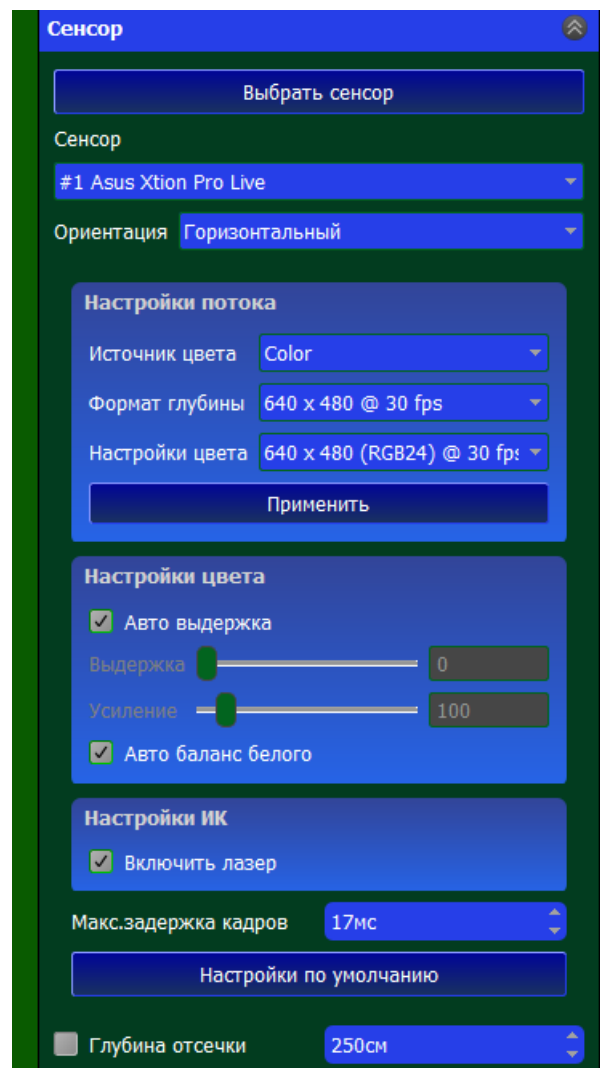 Сенсор
Выбрать сенсор
Сенсор
#1 Asus Xtion Pro Live
Ориентация Горизонтальный
Настройки потока
Источник цвета Color
Формат глубины 640 x 480 @ 30 fps
Настройки цвета 640 x 480 (RGB24) @ 30 fps
Применить
Настройки цвета
Авто выдержка
Выдержка 0
Усиление 100
Авто баланс белого
Настройки ИК
Включить лазер
Макс.задержка кадров 17мс
Настройки по умолчанию
Глубина отсечки 250см